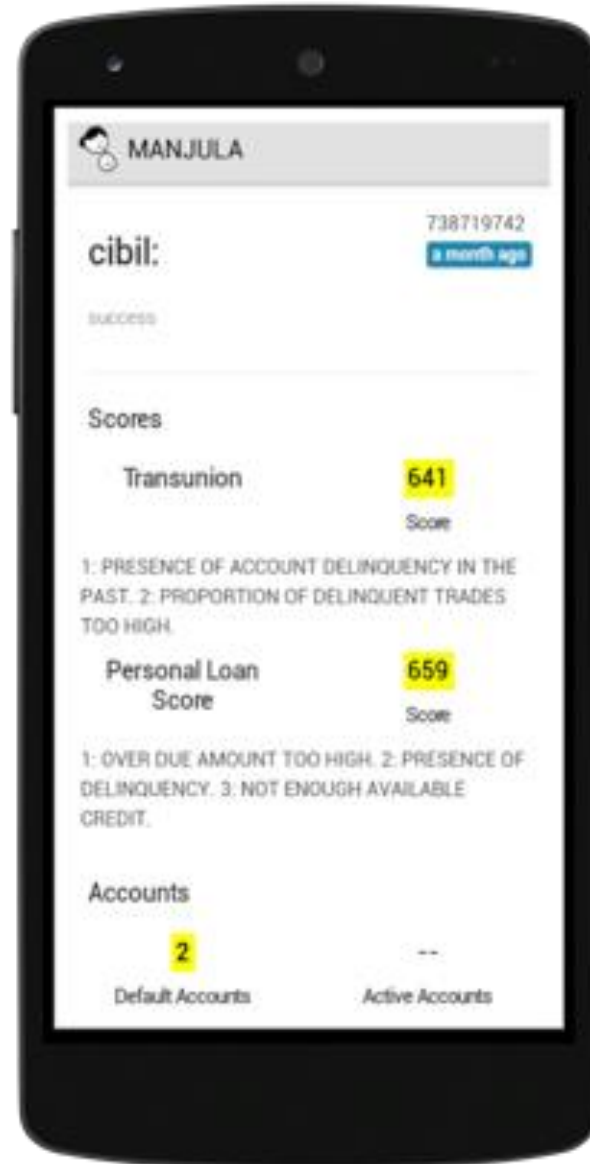 MANJULA
738719742
cibil:
a month ago
success
Scores
Transunion
641
Score
1: PRESENCE OF ACCOUNT DELINQUENCY IN THE
PAST. 2: PROPORTION OF DELINQUENT TRADES
TOO HIGH.
Personal Loan
Score
659
Score
1: OVER DUE AMOUNT TOO HIGH. 2: PRESENCE OF
DELINQUENCY. 3: NOT ENOUGH AVAILABLE
CREDIT.
Accounts
2
--
Default Accounts
Active Accounts